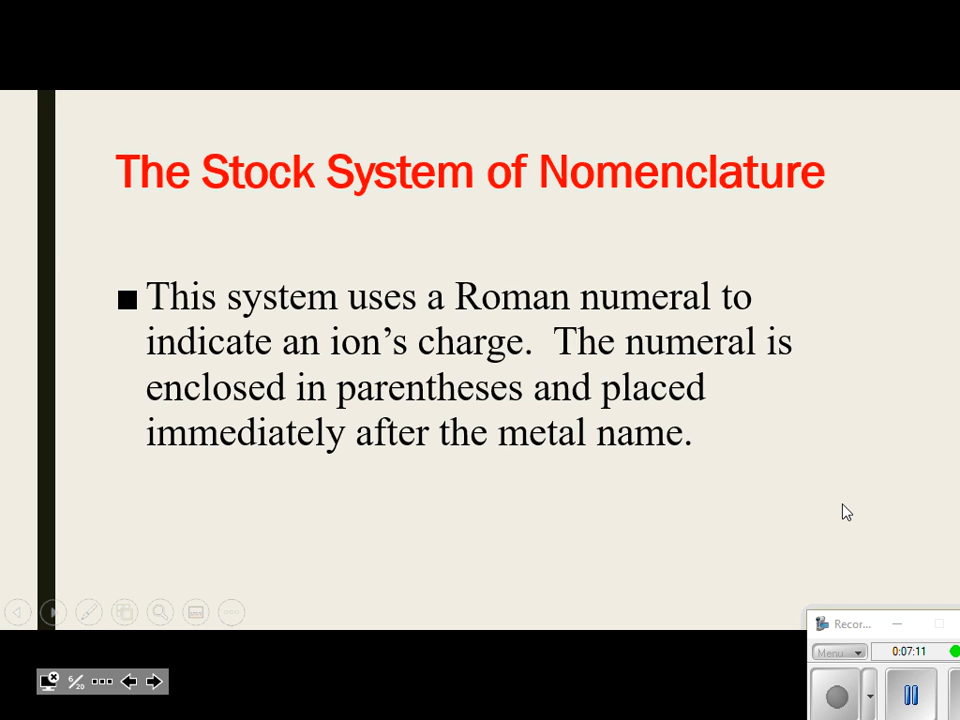 The Stock System of Nomenclature
■ This system uses a Roman numeral to
indicate an ion’s charge.  The numeral is
enclosed in parentheses and placed
immediately after the metal name.
Recor...
Menu...
0:07:11
6/20